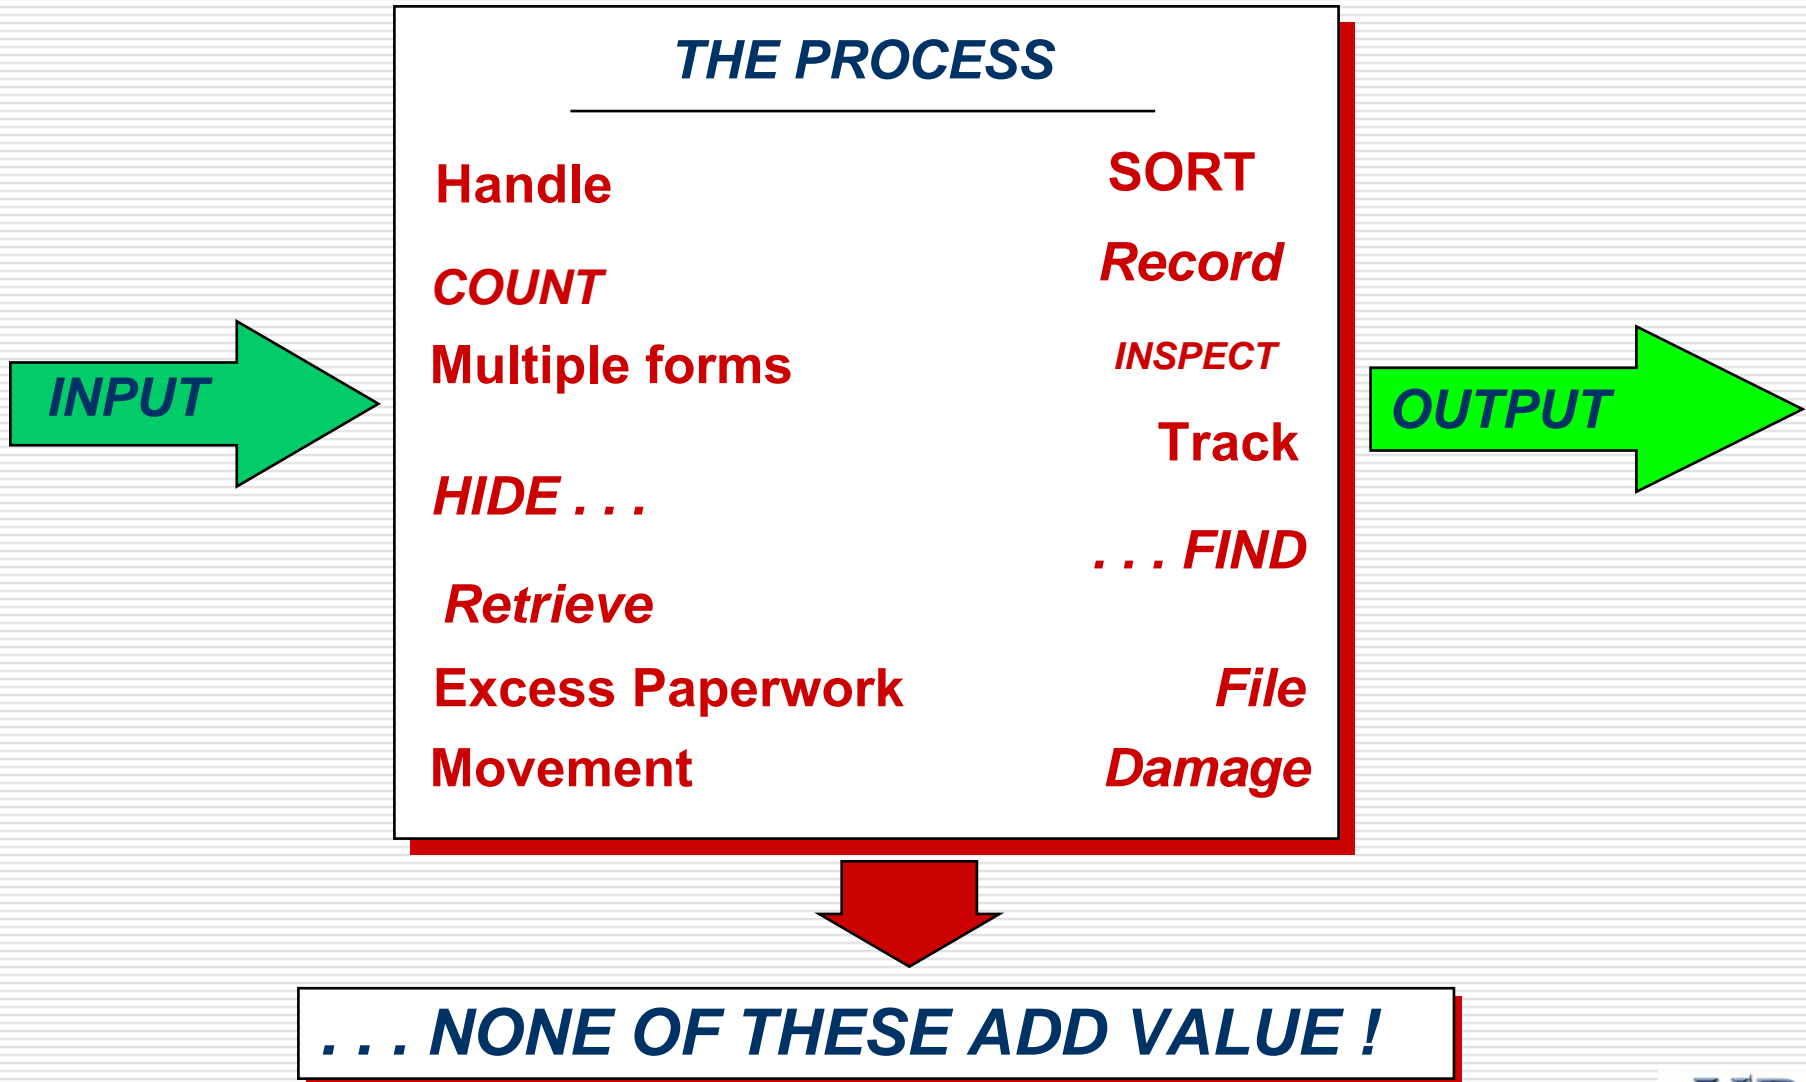 THE PROCESS
Handle
SORT
COUNT
Record
Multiple forms
INSPECT
INPUT
OUTPUT
Track
HIDE . . .
. . . FIND
Retrieve
Excess Paperwork
File
Movement
Damage
. . . NONE OF THESE ADD VALUE !